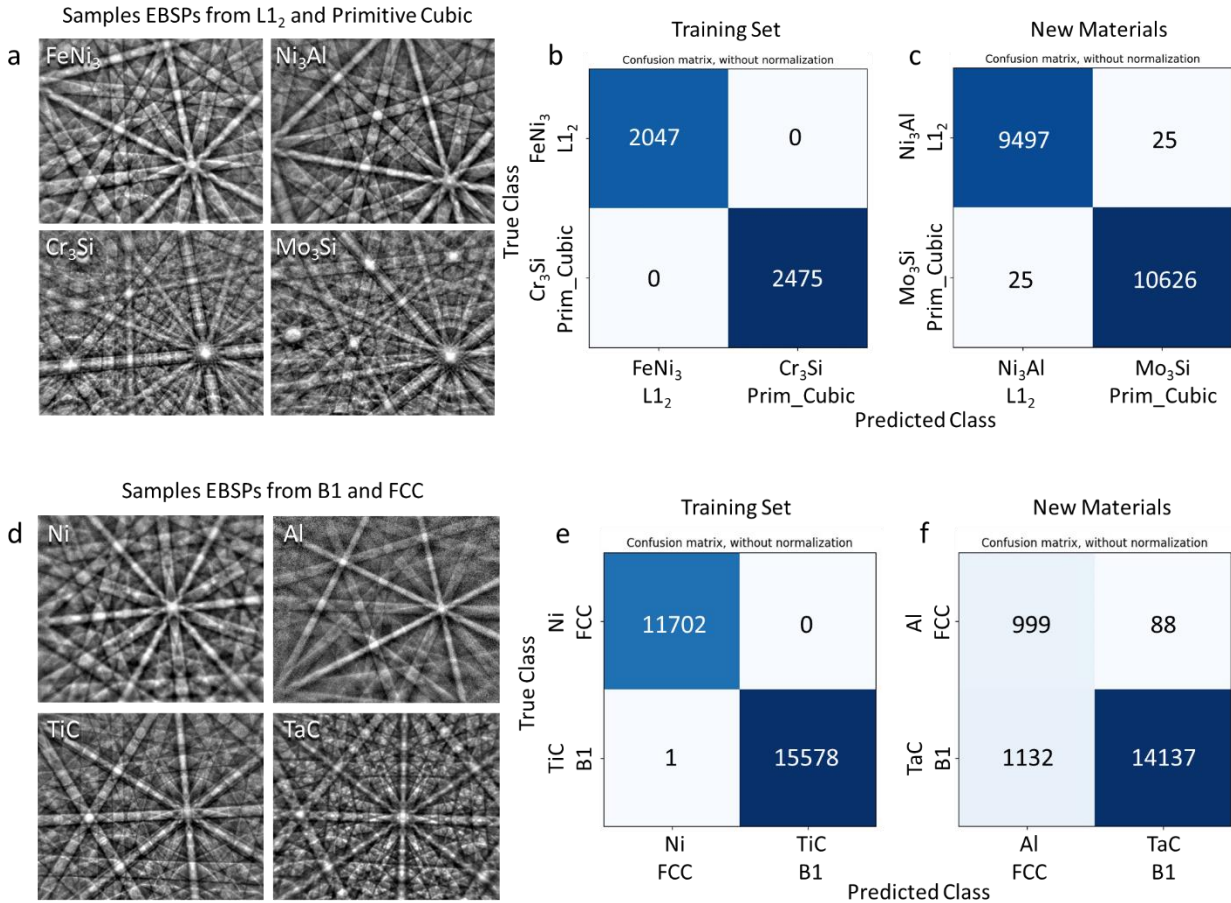 Samples EBSPs from L1₂ and Primitive Cubic
a
FeNi₃
Ni₃Al
Cr₃Si
Mo₃Si
b
Training Set
Confusion matrix, without normalization
True Class
FeNi₃
L1₂
Cr₃Si
Prim_Cubic
2047
0
0
2475
FeNi₃
L1₂
Cr₃Si
Prim_Cubic
c
New Materials
Confusion matrix, without normalization
Ni₃Al
L1₂
Mo₃Si
Prim_Cubic
9497
25
25
10626
Ni₃Al
L1₂
Mo₃Si
Prim_Cubic
Predicted Class
Samples EBSPs from B1 and FCC
d
Ni
Al
TiC
TaC
e
Training Set
Confusion matrix, without normalization
True Class
Ni
FCC
TiC
B1
11702
0
1
15578
Ni
FCC
TiC
B1
f
New Materials
Confusion matrix, without normalization
Al
FCC
TaC
B1
999
88
1132
14137
Al
FCC
TaC
B1
Predicted Class